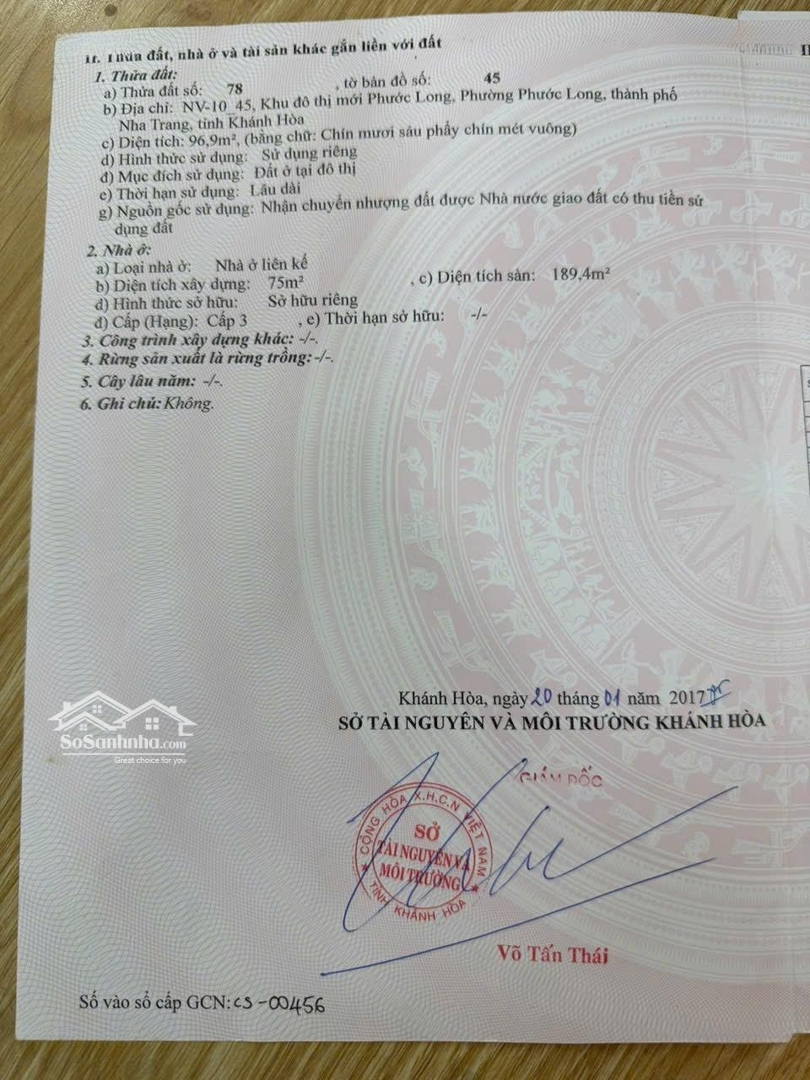 II. Thửa đất, nhà ở và tài sản khác gắn liền với đất
1. Thửa đất:
a) Thửa đất số: 78 , tờ bản đồ số: 45
b) Địa chỉ: NV-10_45, Khu đô thị mới Phước Long, Phường Phước Long, thành phố
Nha Trang, tỉnh Khánh Hòa
c) Diện tích: 96,9m², (bằng chữ: Chín mươi sáu phẩy chín mét vuông)
d) Hình thức sử dụng: Sử dụng riêng
đ) Mục đích sử dụng: Đất ở tại đô thị
e) Thời hạn sử dụng: Lâu dài
g) Nguồn gốc sử dụng: Nhận chuyển nhượng đất được Nhà nước giao đất có thu tiền sử
dụng đất
2. Nhà ở:
a) Loại nhà ở: Nhà ở liên kế
b) Diện tích xây dựng: 75m² , c) Diện tích sàn: 189,4m²
d) Hình thức sở hữu: Sở hữu riêng
đ) Cấp (Hạng): Cấp 3 , e) Thời hạn sở hữu: -/-
3. Công trình xây dựng khác: -/-.
4. Rừng sản xuất là rừng trồng:-/-.
5. Cây lâu năm: -/-.
6. Ghi chú: Không.
Khánh Hòa, ngày 20 tháng 01 năm 2017
SỞ TÀI NGUYÊN VÀ MÔI TRƯỜNG KHÁNH HÒA
GIÁM ĐỐC
CỘNG HÒA X.H.C.N VIỆT NAM
SỞ
TÀI NGUYÊN VÀ
MÔI TRƯỜNG
TỈNH KHÁNH HÒA
Võ Tấn Thái
Số vào sổ cấp GCN: CS-00456
SoSanhnha.com
Great choice for you